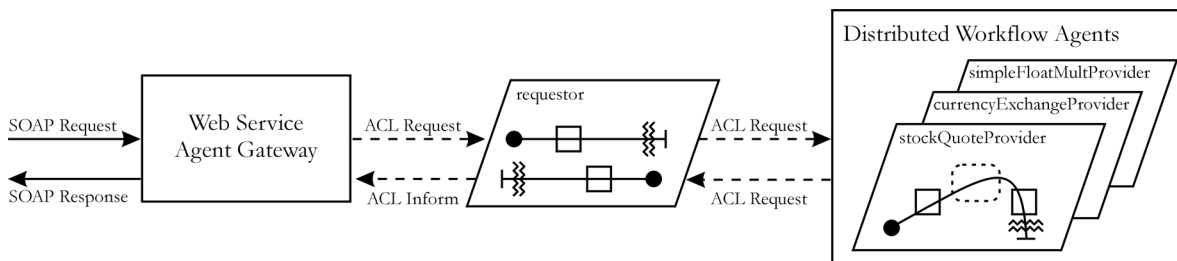 SOAP Request
SOAP Response
Web Service
Agent Gateway
ACL Request
ACL Inform
requestor
ACL Request
ACL Request
Distributed Workflow Agents
simpleFloatMultProvider
currencyExchangeProvider
stockQuoteProvider